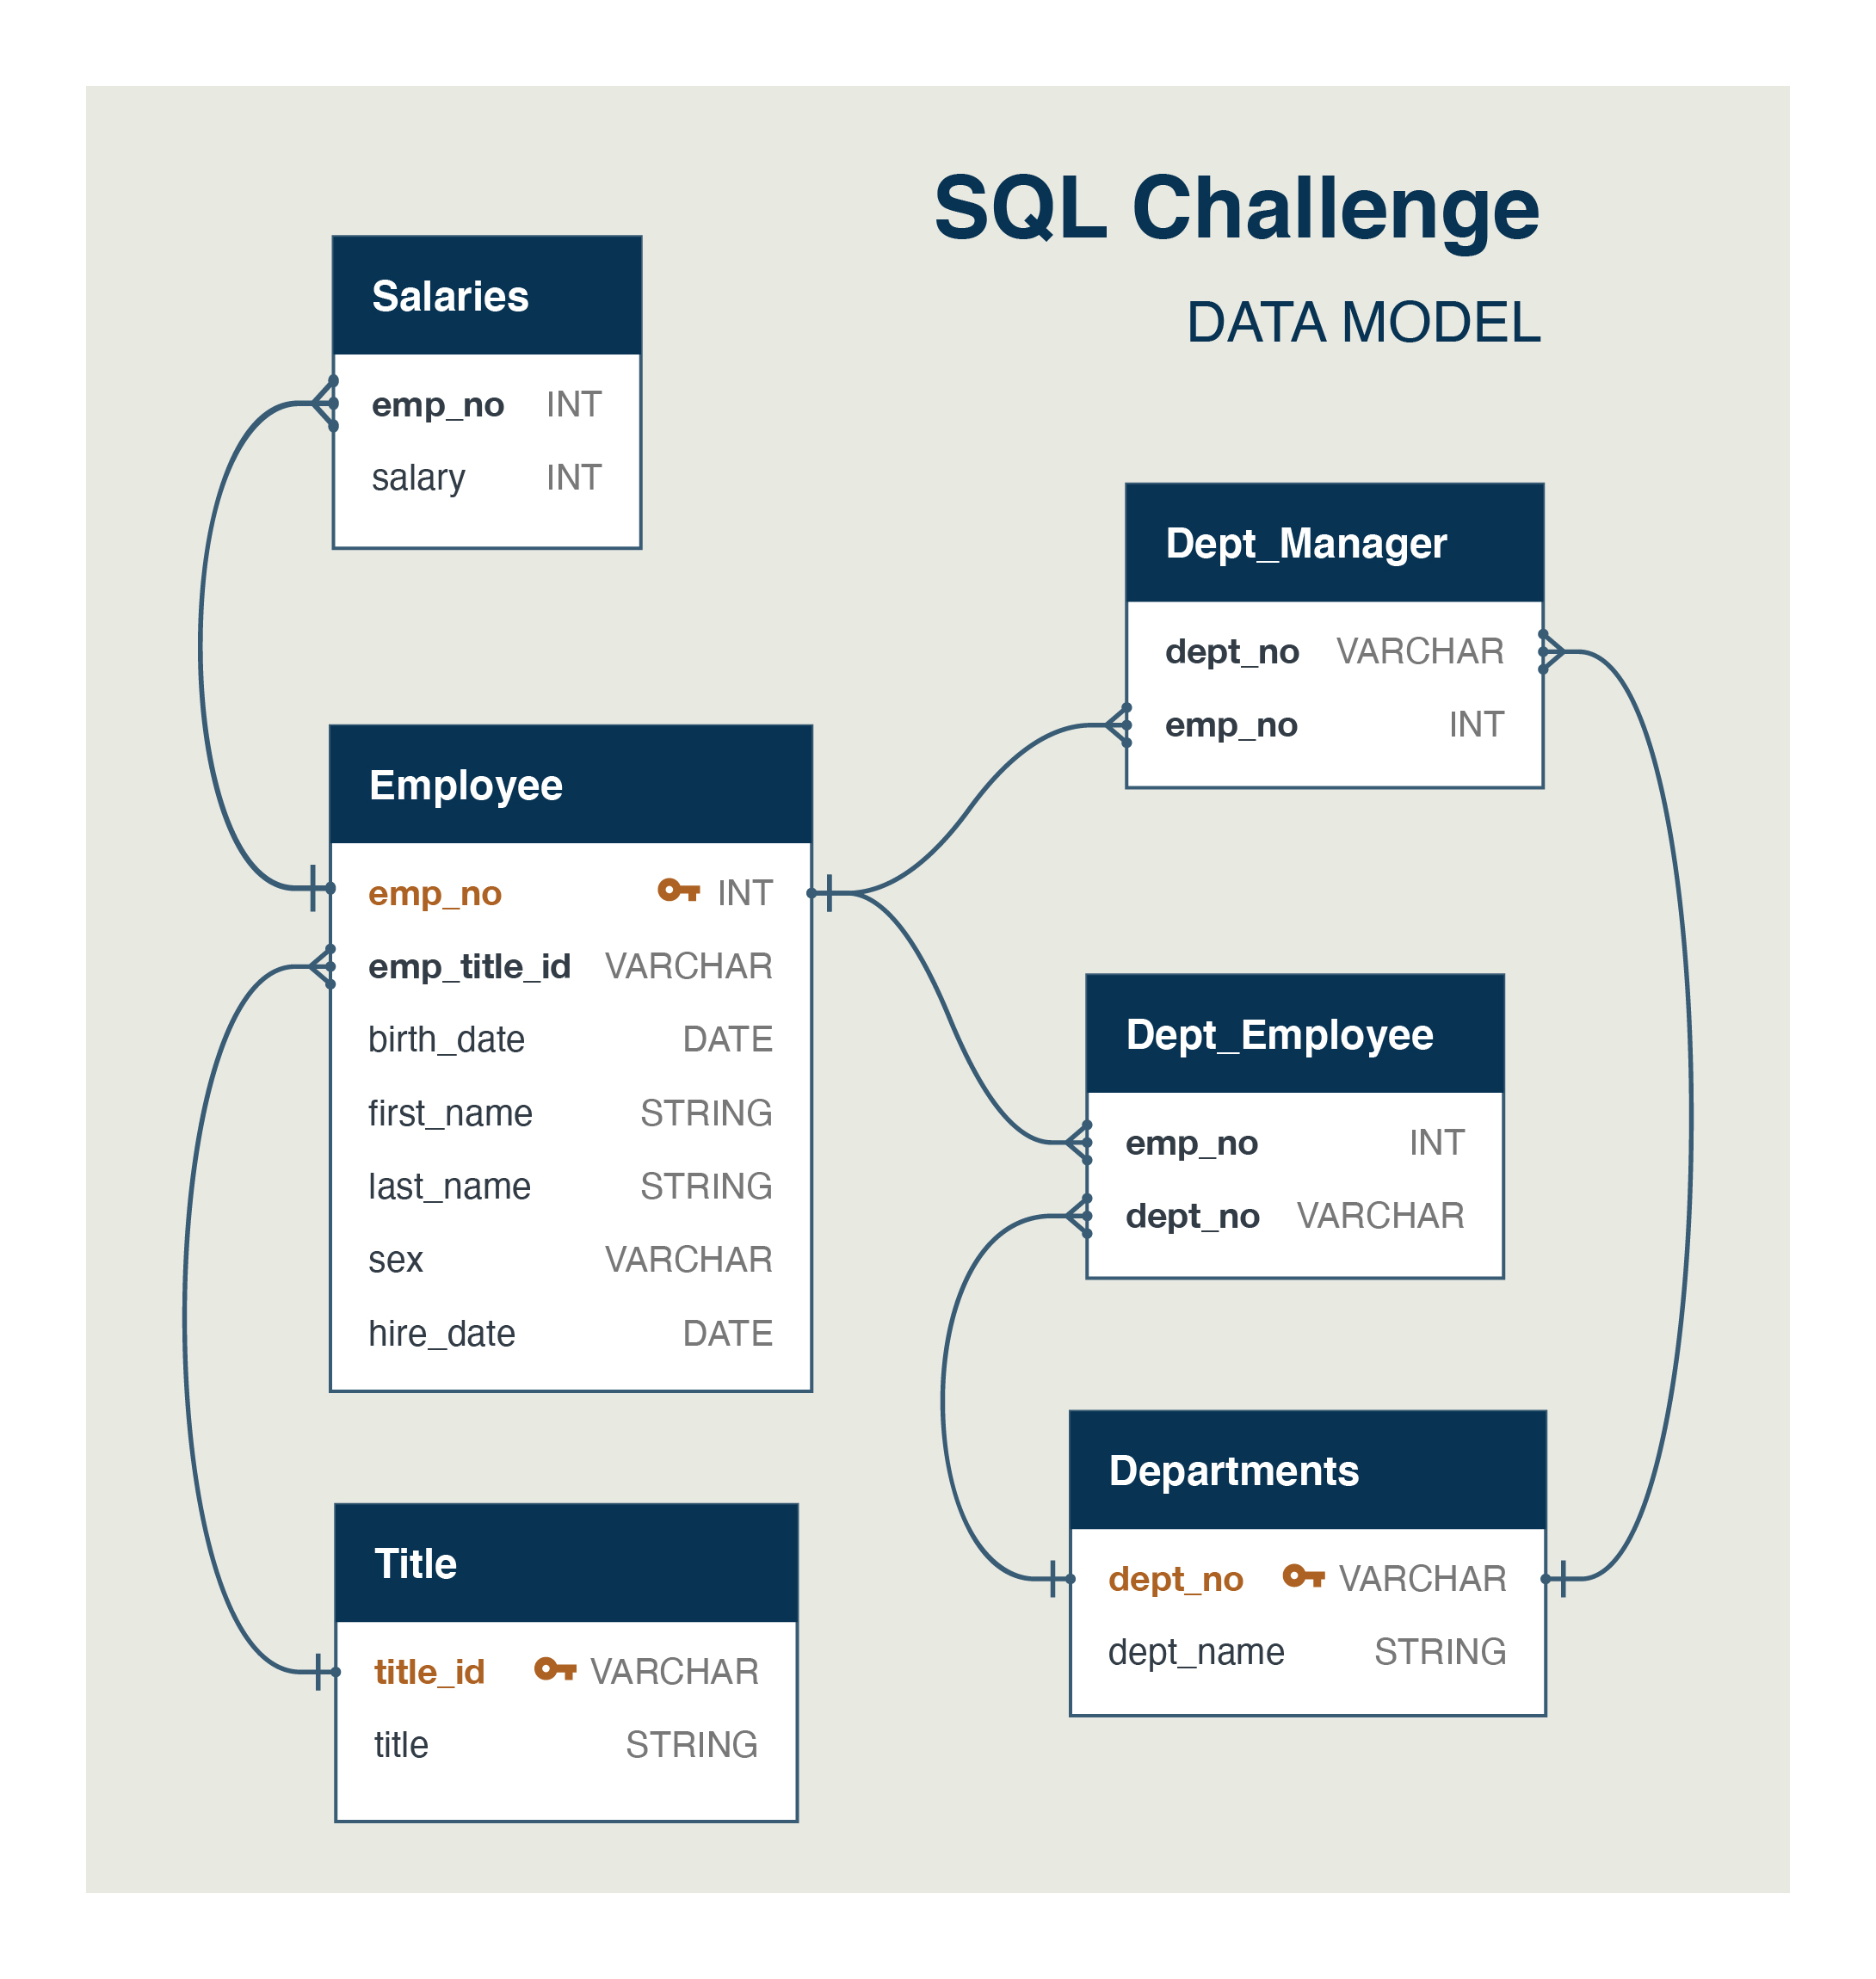 SQL Challenge
DATA MODEL
Salaries
emp_no INT
salary INT
Dept_Manager
dept_no VARCHAR
emp_no INT
Employee
emp_no INT
emp_title_id VARCHAR
birth_date DATE
first_name STRING
last_name STRING
sex VARCHAR
hire_date DATE
Dept_Employee
emp_no INT
dept_no VARCHAR
Departments
dept_no VARCHAR
dept_name STRING
Title
title_id VARCHAR
title STRING